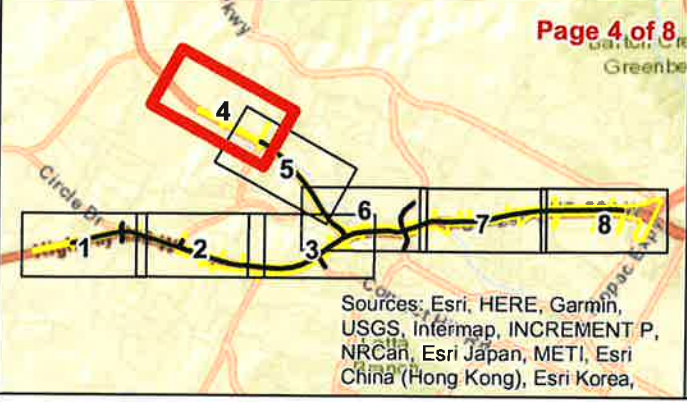 kwy
Page 4 of 8
Greenbe
4
5
Circle Dr
6
7
8
1
2
3
Sources: Esri, HERE, Garmin,
USGS, Intermap, INCREMENT P,
NRCan, Esri Japan, METI, Esri
China (Hong Kong), Esri Korea,